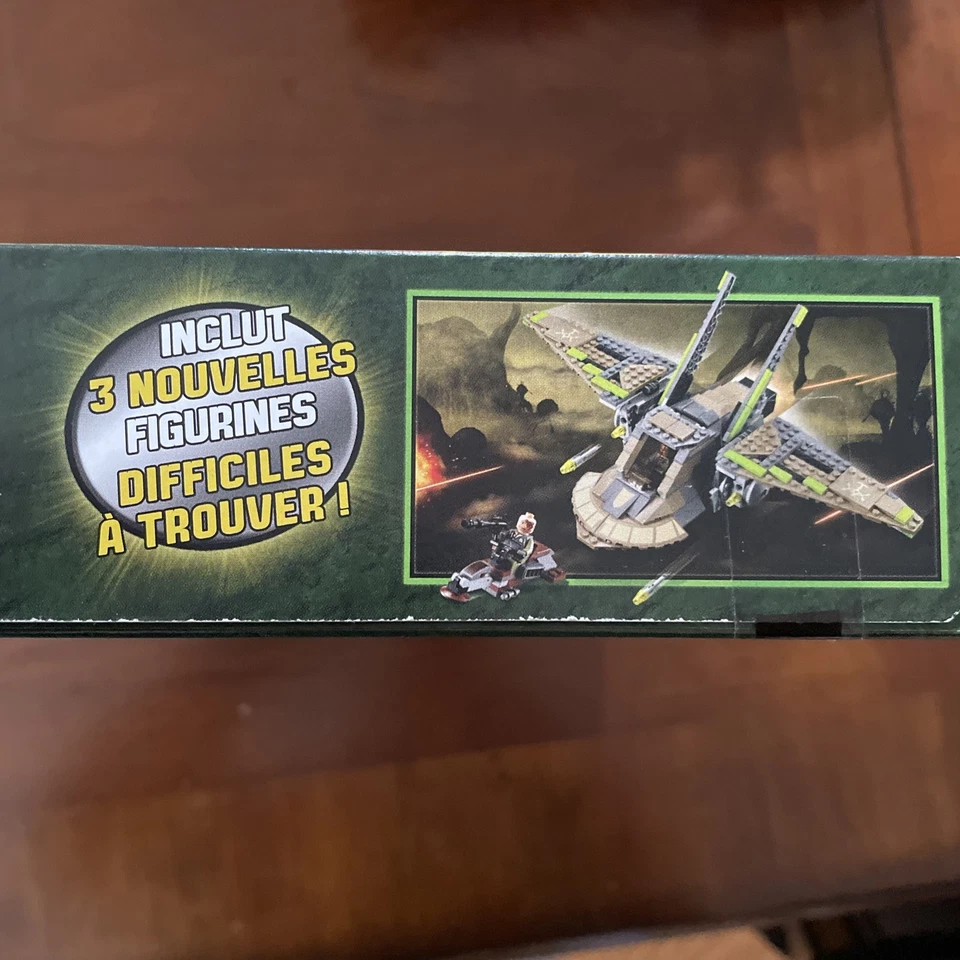 INCLUT
3 NOUVELLES
FIGURINES
DIFFICILES
À TROUVER !